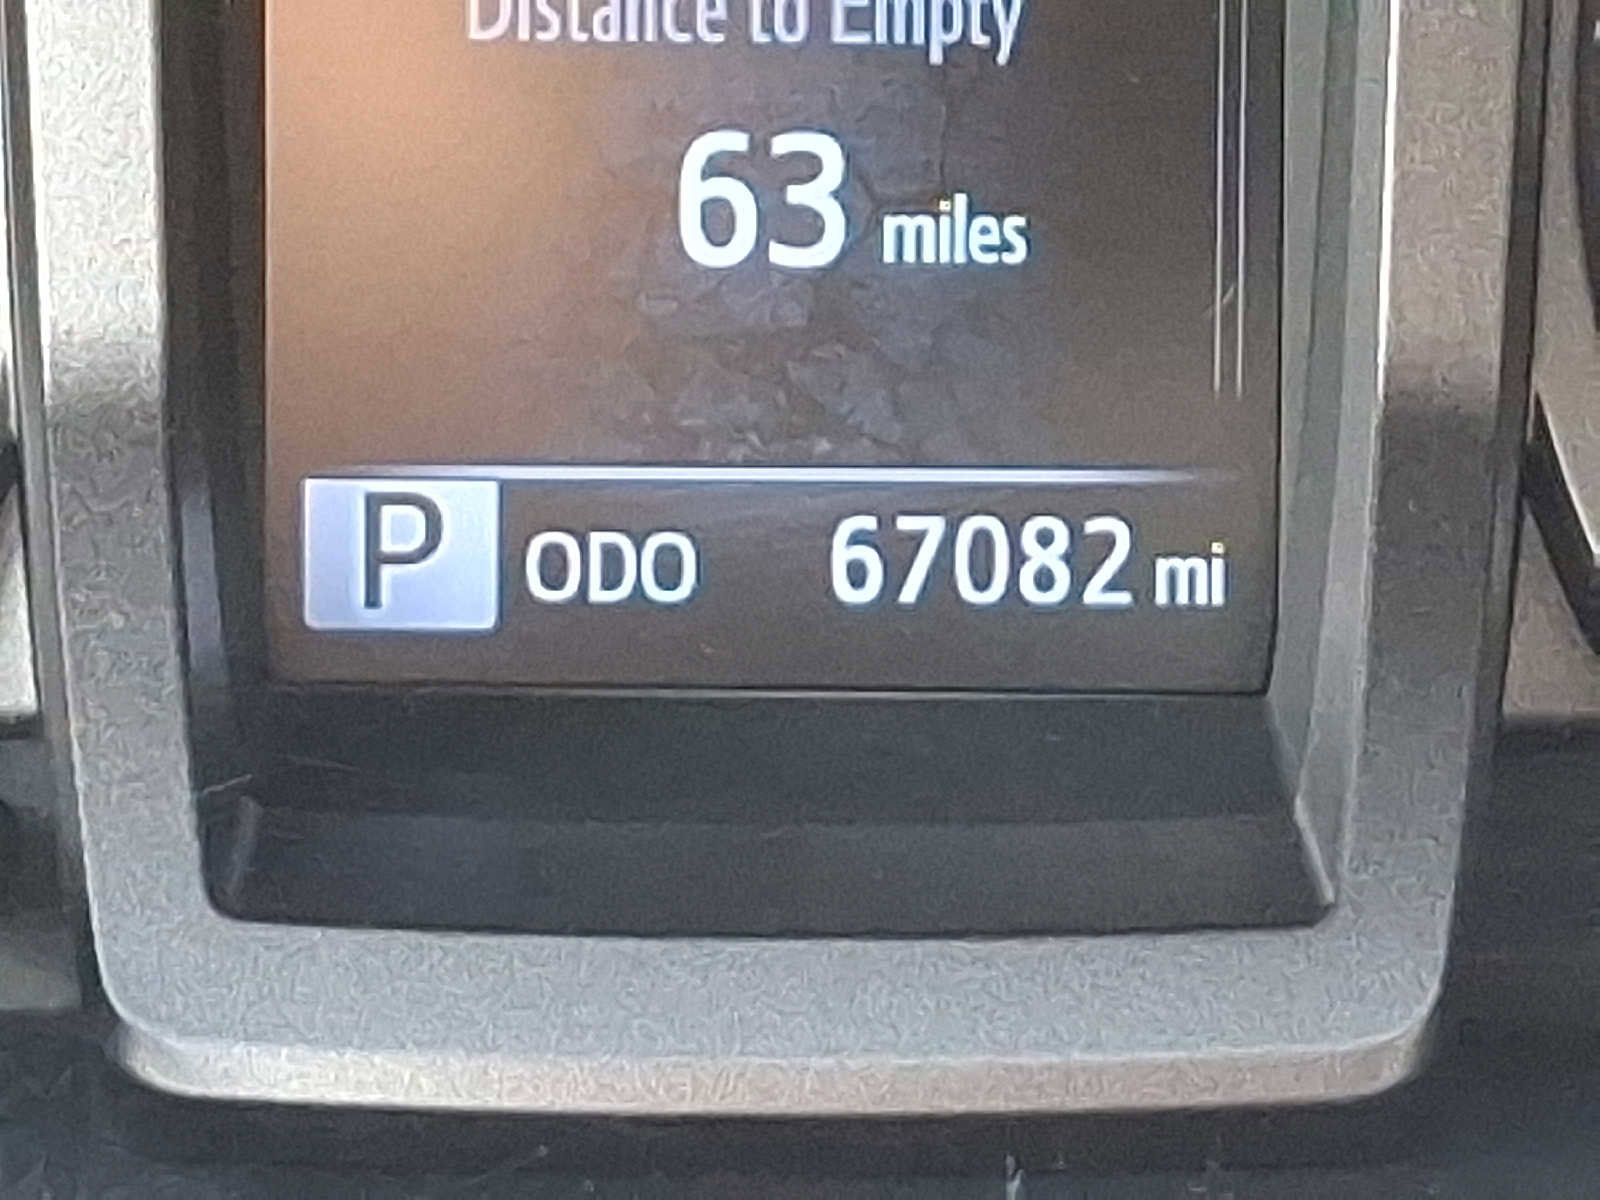 Distance to Empty
63 miles
P ODO 67082 mi